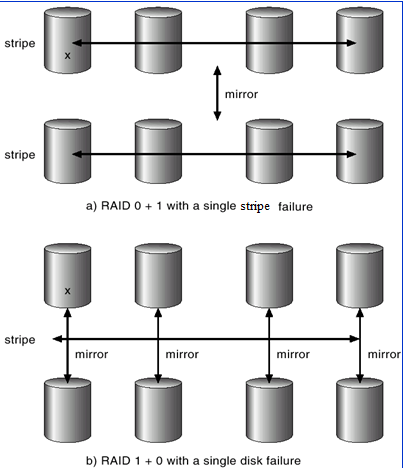 stripe
x
mirror
stripe
a) RAID 0 + 1 with a single stripe failure
x
stripe
mirror mirror mirror mirror
b) RAID 1 + 0 with a single disk failure